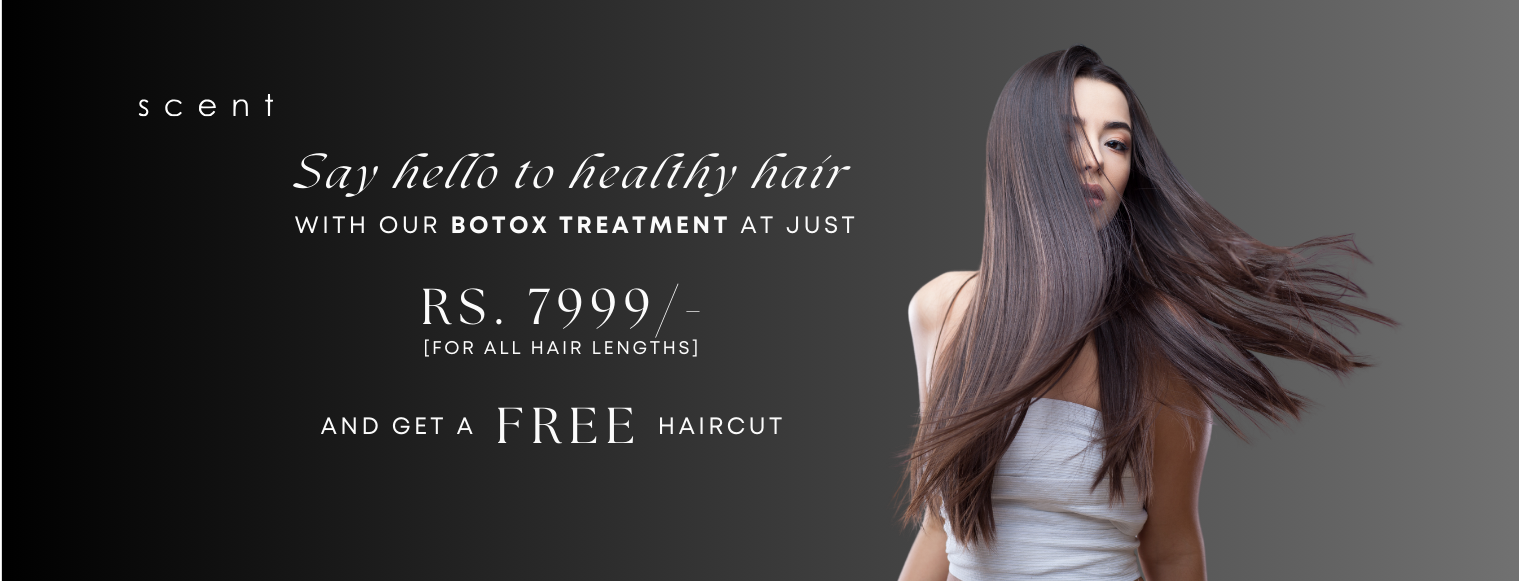 scent
Say hello to healthy hair
WITH OUR BOTOX TREATMENT AT JUST
RS. 7999/-
[FOR ALL HAIR LENGTHS]
AND GET A FREE HAIRCUT